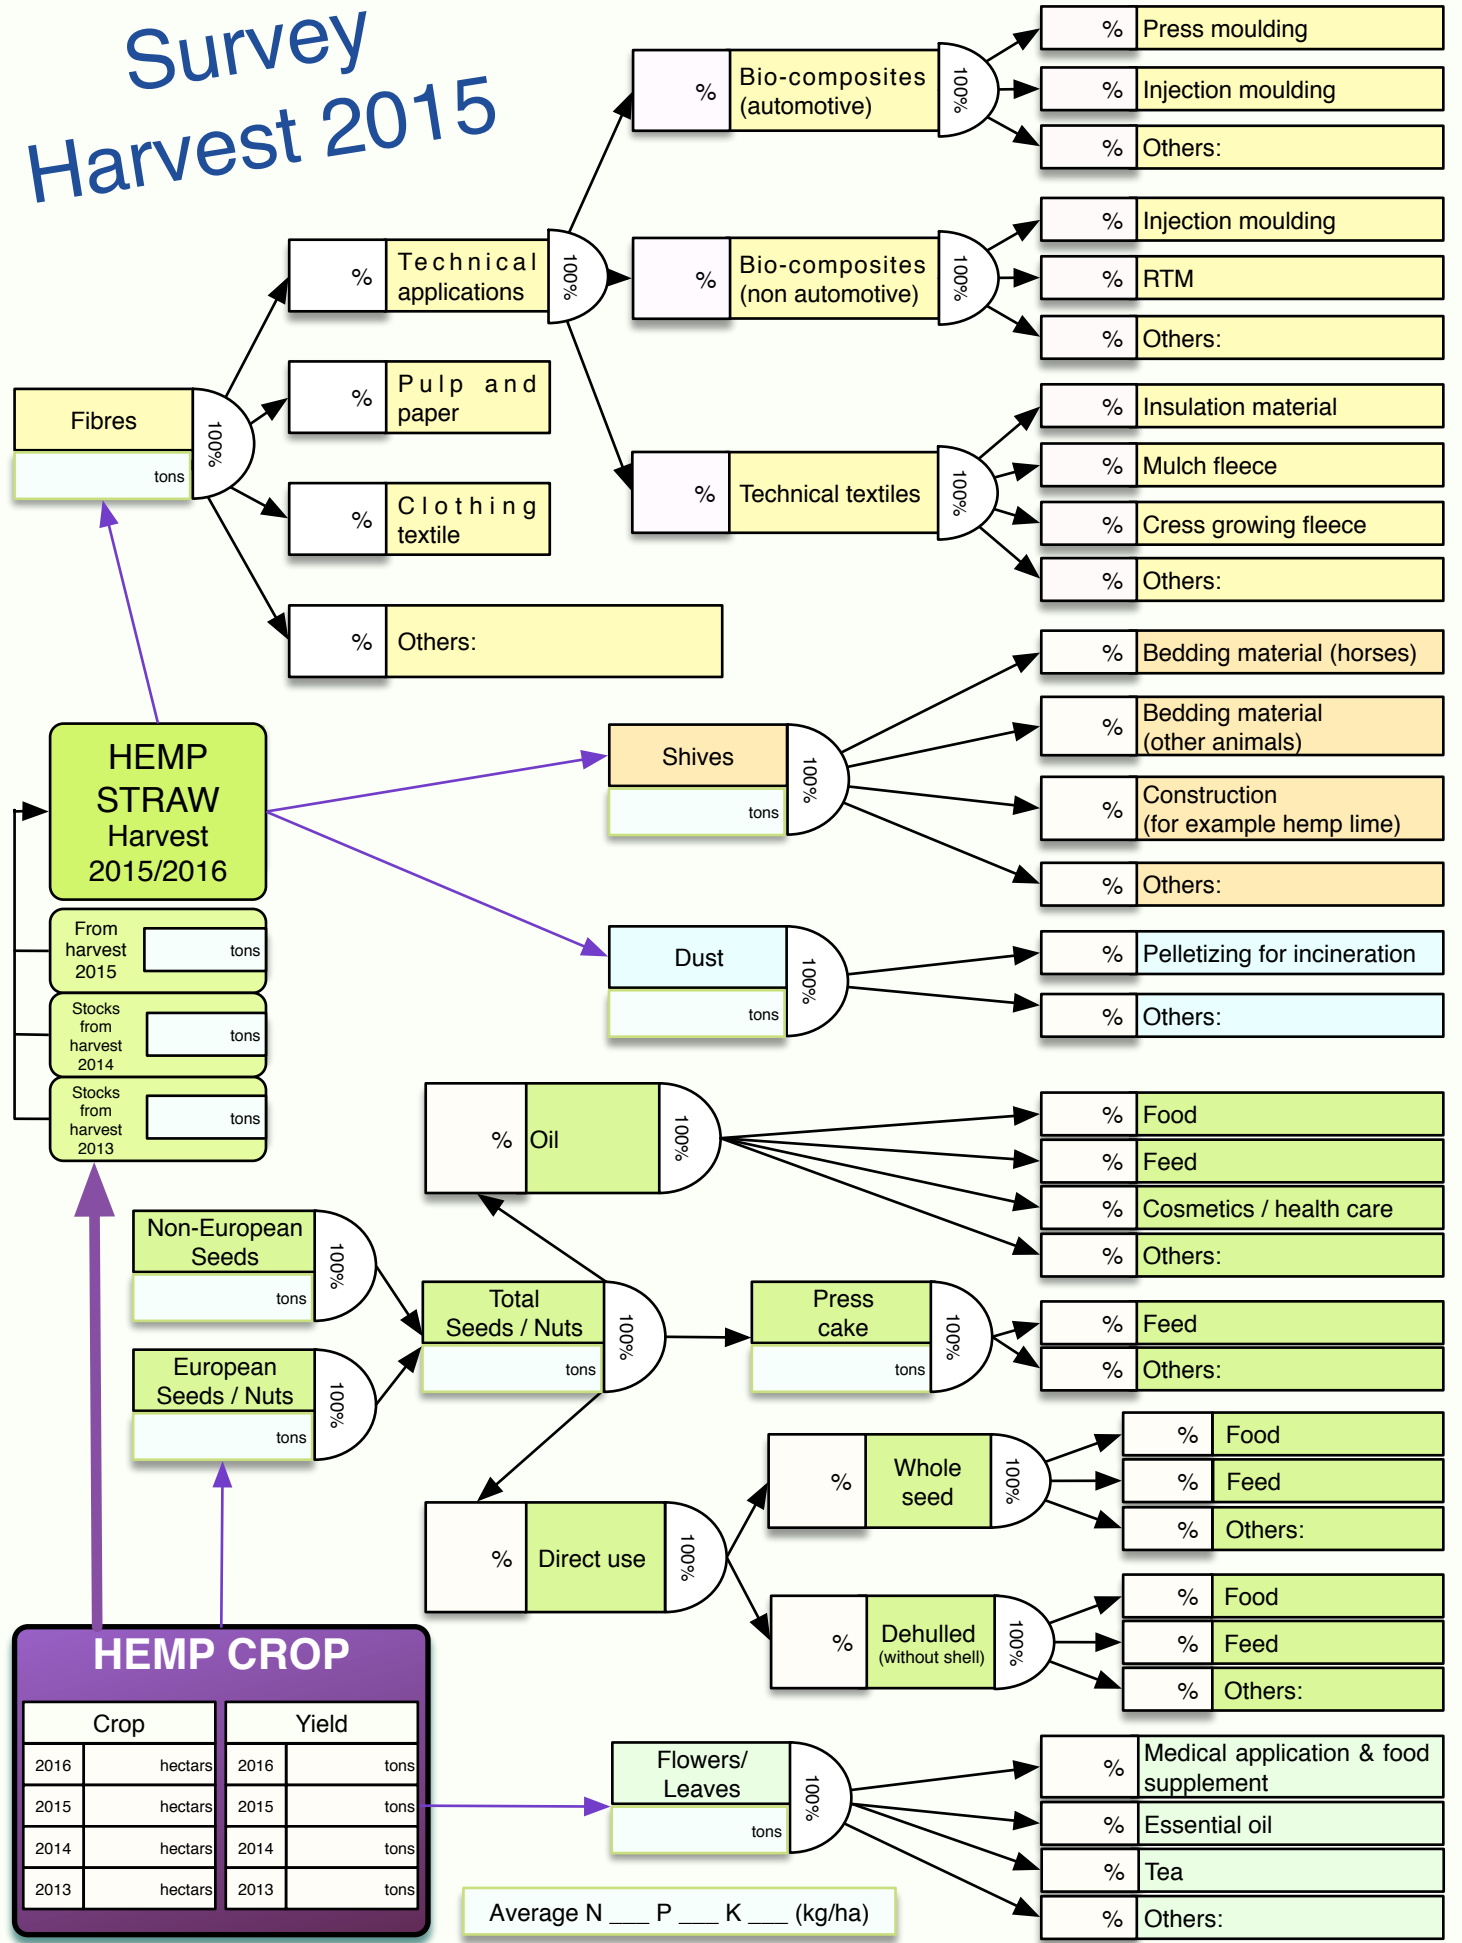 Survey
Harvest 2015
% Press moulding
% Bio-composites
(automotive)
100%
% Injection moulding
% Others:
% Injection moulding
% Technical
applications
100%
% Bio-composites
(non automotive)
100%
% RTM
% Others:
% Pulp and
paper
Fibres
tons
100%
% Insulation material
% Mulch fleece
% Clothing
textile
% Technical textiles
100%
% Cress growing fleece
% Others:
% Others:
% Bedding material (horses)
HEMP
STRAW
Harvest
2015/2016
Shives
tons
100%
% Bedding material
(other animals)
% Construction
(for example hemp lime)
% Others:
From
harvest
2015
tons
Dust
tons
100%
% Pelletizing for incineration
% Others:
Stocks
from
harvest
2014
tons
Stocks
from
harvest
2013
tons
% Oil
100%
% Food
% Feed
% Cosmetics / health care
% Others:
Non-European
Seeds
tons
100%
Total
Seeds / Nuts
tons
100%
Press
cake
tons
100%
% Feed
% Others:
European
Seeds / Nuts
tons
100%
% Whole
seed
100%
% Food
% Feed
% Others:
% Direct use
100%
% Dehulled
(without shell)
100%
% Food
% Feed
% Others:
HEMP CROP
Crop Yield
2016 hectars 2016 tons
2015 hectars 2015 tons
2014 hectars 2014 tons
2013 hectars 2013 tons
Flowers/
Leaves
tons
100%
% Medical application & food
supplement
% Essential oil
% Tea
% Others:
Average N ___ P ___ K ___ (kg/ha)